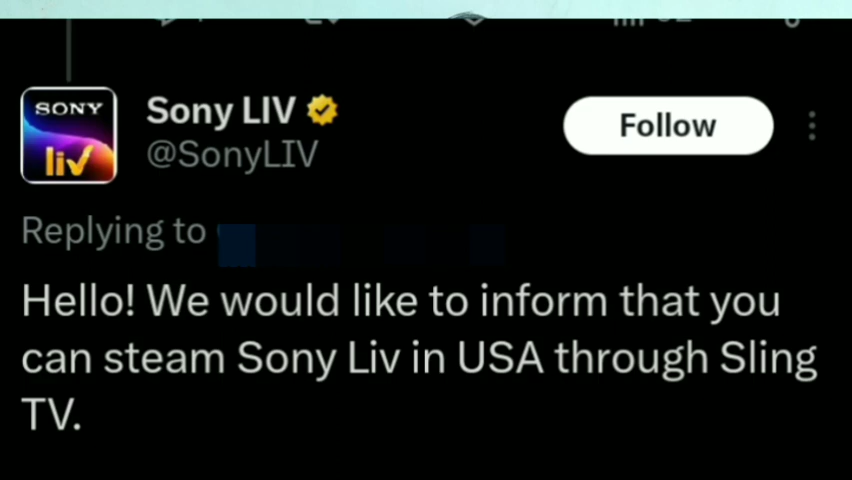 SONY
liv
Sony LIV
@SonyLIV
Follow
Replying to
Hello! We would like to inform that you
can steam Sony Liv in USA through Sling
TV.